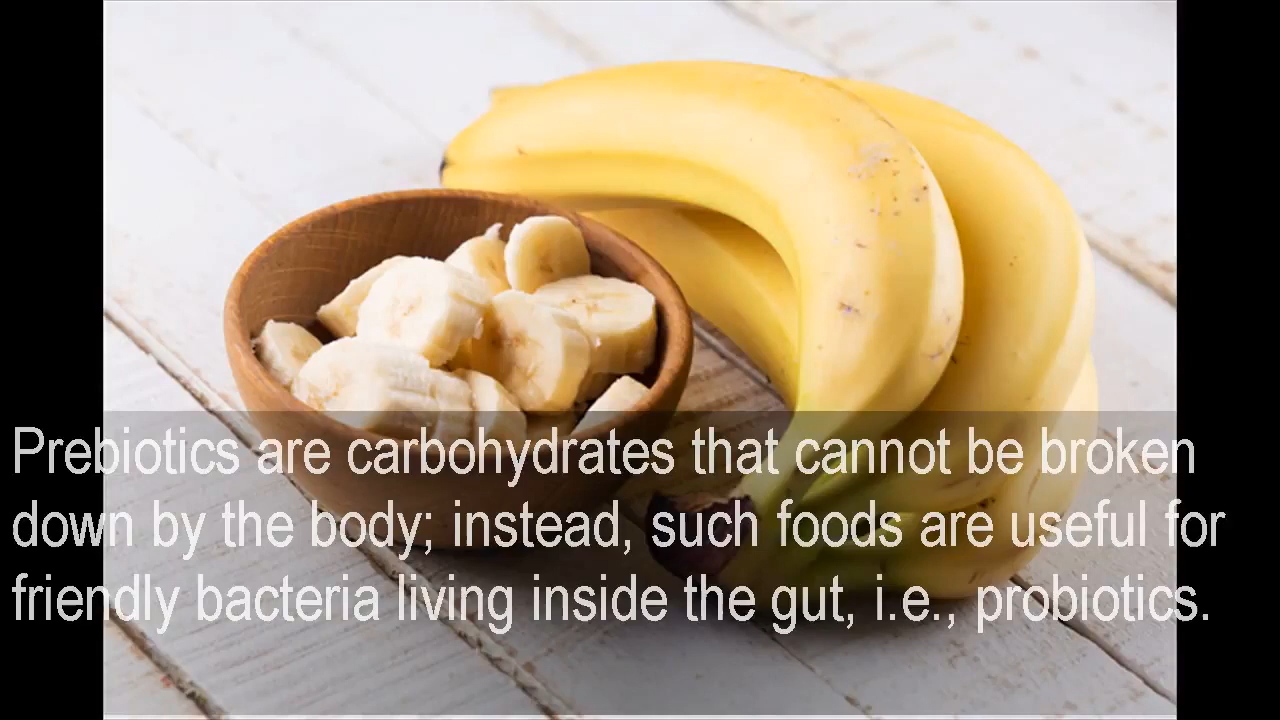 Prebiotics are carbohydrates that cannot be broken
down by the body; instead, such foods are useful for
friendly bacteria living inside the gut, i.e., probiotics.